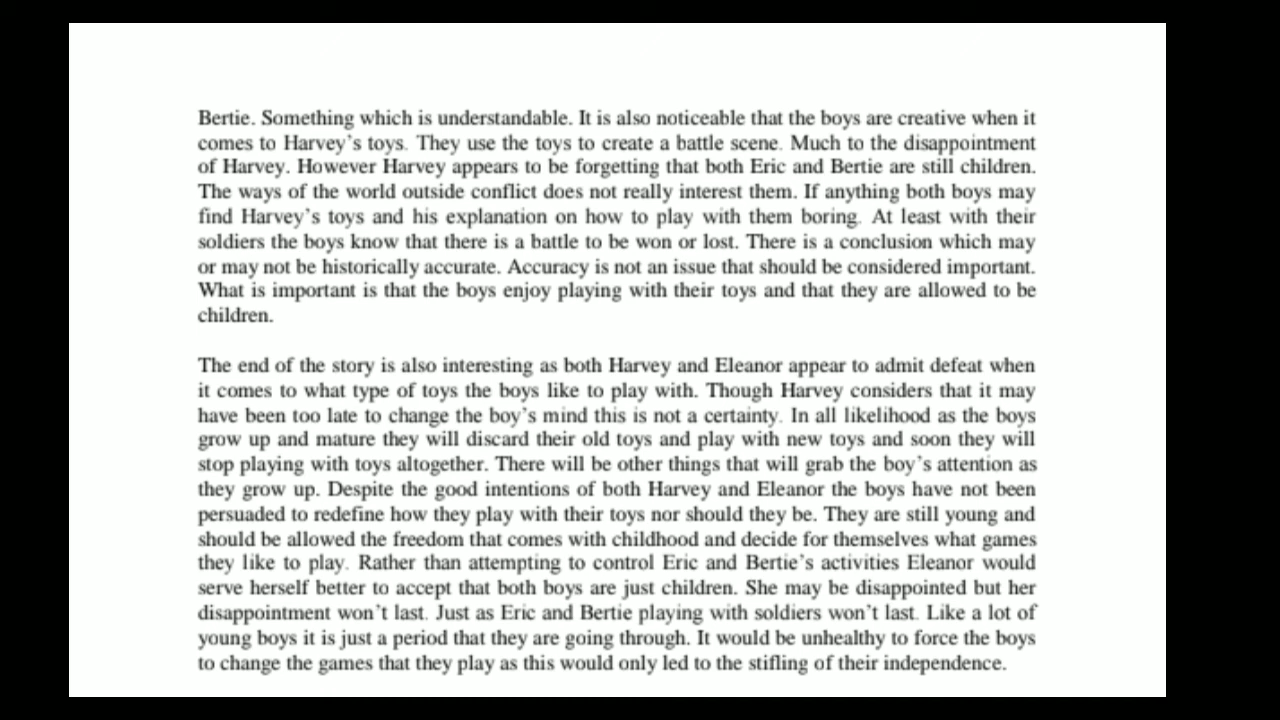 Bertie. Something which is understandable. It is also noticeable that the boys are creative when it
comes to Harvey's toys. They use the toys to create a battle scene. Much to the disappointment
of Harvey. However Harvey appears to be forgetting that both Eric and Bertie are still children.
The ways of the world outside conflict does not really interest them. If anything both boys may
find Harvey's toys and his explanation on how to play with them boring. At least with their
soldiers the boys know that there is a battle to be won or lost. There is a conclusion which may
or may not be historically accurate. Accuracy is not an issue that should be considered important.
What is important is that the boys enjoy playing with their toys and that they are allowed to be
children.
The end of the story is also interesting as both Harvey and Eleanor appear to admit defeat when
it comes to what type of toys the boys like to play with. Though Harvey considers that it may
have been too late to change the boy's mind this is not a certainty. In all likelihood as the boys
grow up and mature they will discard their old toys and play with new toys and soon they will
stop playing with toys altogether. There will be other things that will grab the boy's attention as
they grow up. Despite the good intentions of both Harvey and Eleanor the boys have not been
persuaded to redefine how they play with their toys nor should they be. They are still young and
should be allowed the freedom that comes with childhood and decide for themselves what games
they like to play. Rather than attempting to control Eric and Bertie's activities Eleanor would
serve herself better to accept that both boys are just children. She may be disappointed but her
disappointment won't last. Just as Eric and Bertie playing with soldiers won't last. Like a lot of
young boys it is just a period that they are going through. It would be unhealthy to force the boys
to change the games that they play as this would only led to the stifling of their independence.